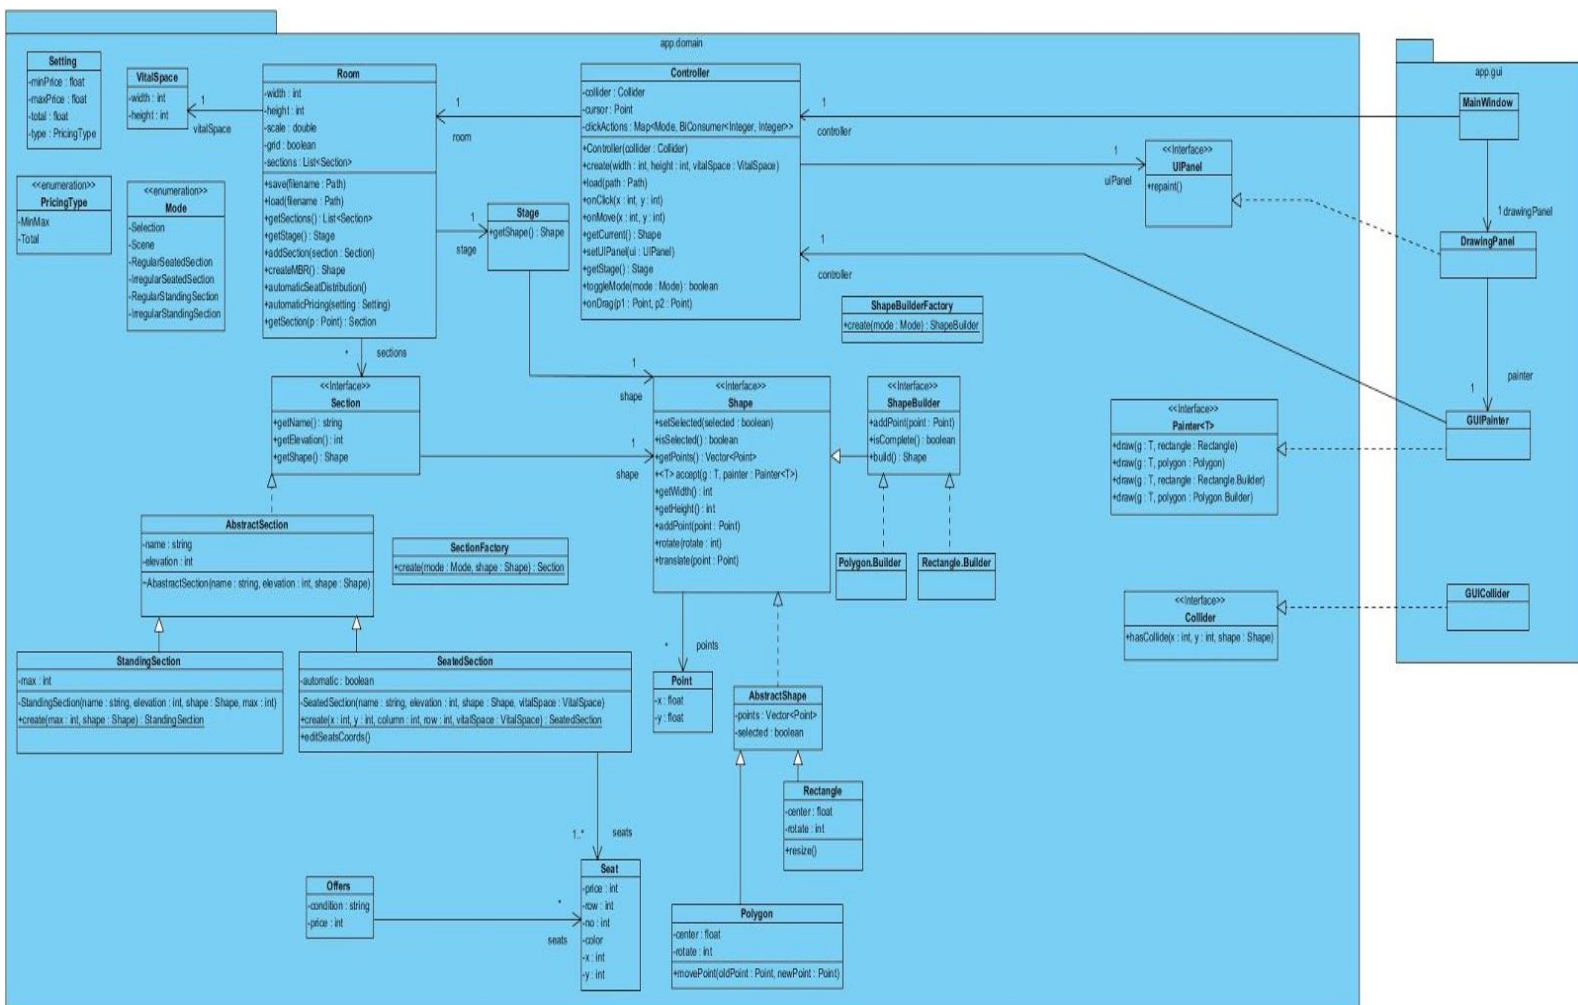 app.domain
Setting
-minPrice : float
-maxPrice : float
-total : float
-type : PricingType
VitalSpace
-width : int
-height : int
1
vitalSpace
Room
-width : int
-height : int
-scale : double
-grid : boolean
-sections : List<Section>
+save(filename : Path)
+load(filename : Path)
+getSections() : List<Section>
+getStage() : Stage
+addSection(section : Section)
+createMBR() : Shape
+automaticSeatDistribution()
+automaticPricing(setting : Setting)
+getSection(p : Point) : Section
1
room
Controller
-collider : Collider
-cursor : Point
-clickActions : Map<Mode, BiConsumer<Integer, Integer>>
+Controller(collider : Collider)
+create(width : int, height : int, vitalSpace : VitalSpace)
+load(path : Path)
+onClick(x : int, y : int)
+onMove(x : int, y : int)
+getCurrent() : Shape
+setUIPanel(ui : UIPanel)
+getStage() : Stage
+toggleMode(mode : Mode) : boolean
+onDrag(p1 : Point, p2 : Point)
1
controller
1
uiPanel
<<Interface>>
UIPanel
+repaint()
1
controller
app.gui
MainWindow
1 drawingPanel
DrawingPanel
painter
1
GUIPainter
GUICollider
<<enumeration>>
PricingType
-MinMax
-Total
<<enumeration>>
Mode
-Selection
-Scene
-RegularSeatedSection
-IrregularSeatedSection
-RegularStandingSection
-IrregularStandingSection
1
stage
Stage
+getShape() : Shape
ShapeBuilderFactory
+create(mode : Mode) : ShapeBuilder
*
sections
<<Interface>>
Section
+getName() : string
+getElevation() : int
+getShape() : Shape
1
shape
1
shape
<<Interface>>
Shape
+setSelected(selected : boolean)
+isSelected() : boolean
+getPoints() : Vector<Point>
+<T> accept(g : T, painter : Painter<T>)
+getWidth() : int
+getHeight() : int
+addPoint(point : Point)
+rotate(rotate : int)
+translate(point : Point)
<<Interface>>
ShapeBuilder
+addPoint(point : Point)
+isComplete() : boolean
+build() : Shape
Polygon.Builder
Rectangle.Builder
<<Interface>>
Painter<T>
+draw(g : T, rectangle : Rectangle)
+draw(g : T, polygon : Polygon)
+draw(g : T, rectangle : Rectangle.Builder)
+draw(g : T, polygon : Polygon.Builder)
<<Interface>>
Collider
+hasCollide(x : int, y : int, shape : Shape)
AbstractSection
-name : string
-elevation : int
+AbastractSection(name : string, elevation : int, shape : Shape)
SectionFactory
+create(mode : Mode, shape : Shape) : Section
StandingSection
-max : int
-StandingSection(name : string, elevation : int, shape : Shape, max : int)
+create(max : int, shape : Shape) : StandingSection
SeatedSection
-automatic : boolean
-SeatedSection(name : string, elevation : int, shape : Shape, vitalSpace : VitalSpace)
+create(x : int, y : int, column : int, row : int, vitalSpace : VitalSpace) : SeatedSection
+editSeatsCoords()
*
points
Point
-x : float
-y : float
AbstractShape
-points : Vector<Point>
-selected : boolean
Rectangle
-center : float
-rotate : int
+resize()
1..*
seats
Offers
-condition : string
-price : int
*
seats
Seat
-price : int
-row : int
-no : int
-color
-x : int
-y : int
Polygon
-center : float
-rotate : int
+movePoint(oldPoint : Point, newPoint : Point)